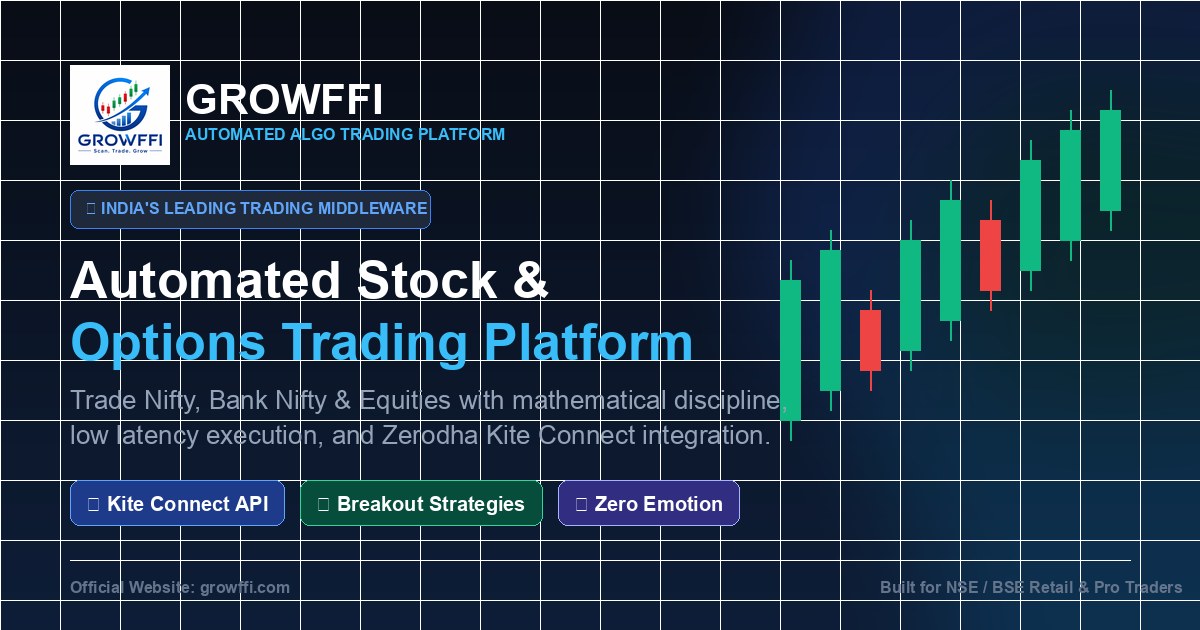 GROWFFI
Scan. Trade. Grow
GROWFFI
AUTOMATED ALGO TRADING PLATFORM
INDIA'S LEADING TRADING MIDDLEWARE
Automated Stock &
Options Trading Platform
Trade Nifty, Bank Nifty & Equities with mathematical discipline,
low latency execution, and Zerodha Kite Connect integration.
Kite Connect API
Breakout Strategies
Zero Emotion
Official Website: growffi.com
Built for NSE / BSE Retail & Pro Traders